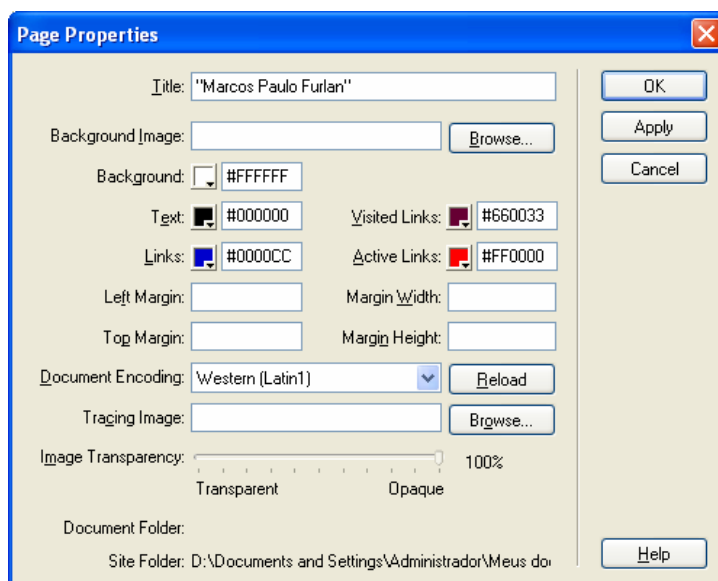 Page Properties
Title: "Marcos Paulo Furlan" OK
Background Image: Browse... Apply
Background: #FFFFFF Cancel
Text: #000000 Visited Links: #660033
Links: #0000CC Active Links: #FF0000
Left Margin: Margin Width:
Top Margin: Margin Height:
Document Encoding: Western (Latin1) Reload
Tracing Image: Browse...
Image Transparency: 100%
Transparent Opaque
Document Folder:
Site Folder: D:\Documents and Settings\Administrador\Meus do Help